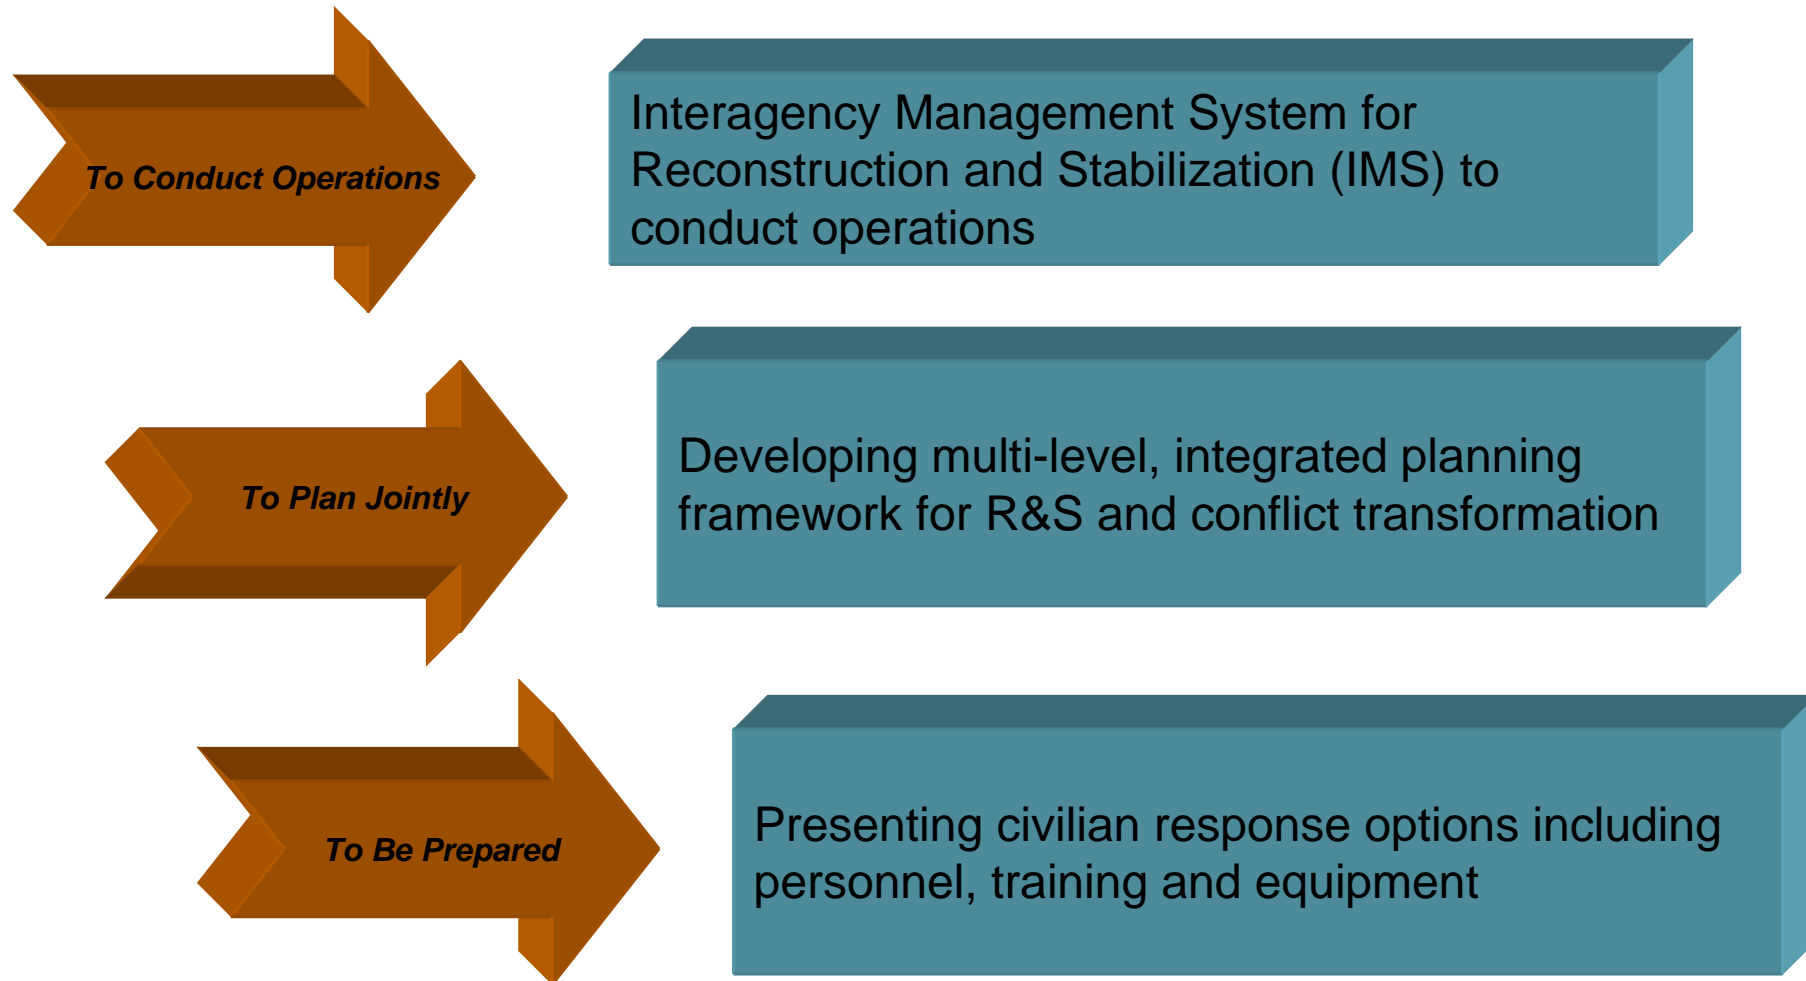 To Conduct Operations
Interagency Management System for
Reconstruction and Stabilization (IMS) to
conduct operations
To Plan Jointly
Developing multi-level, integrated planning
framework for R&S and conflict transformation
To Be Prepared
Presenting civilian response options including
personnel, training and equipment